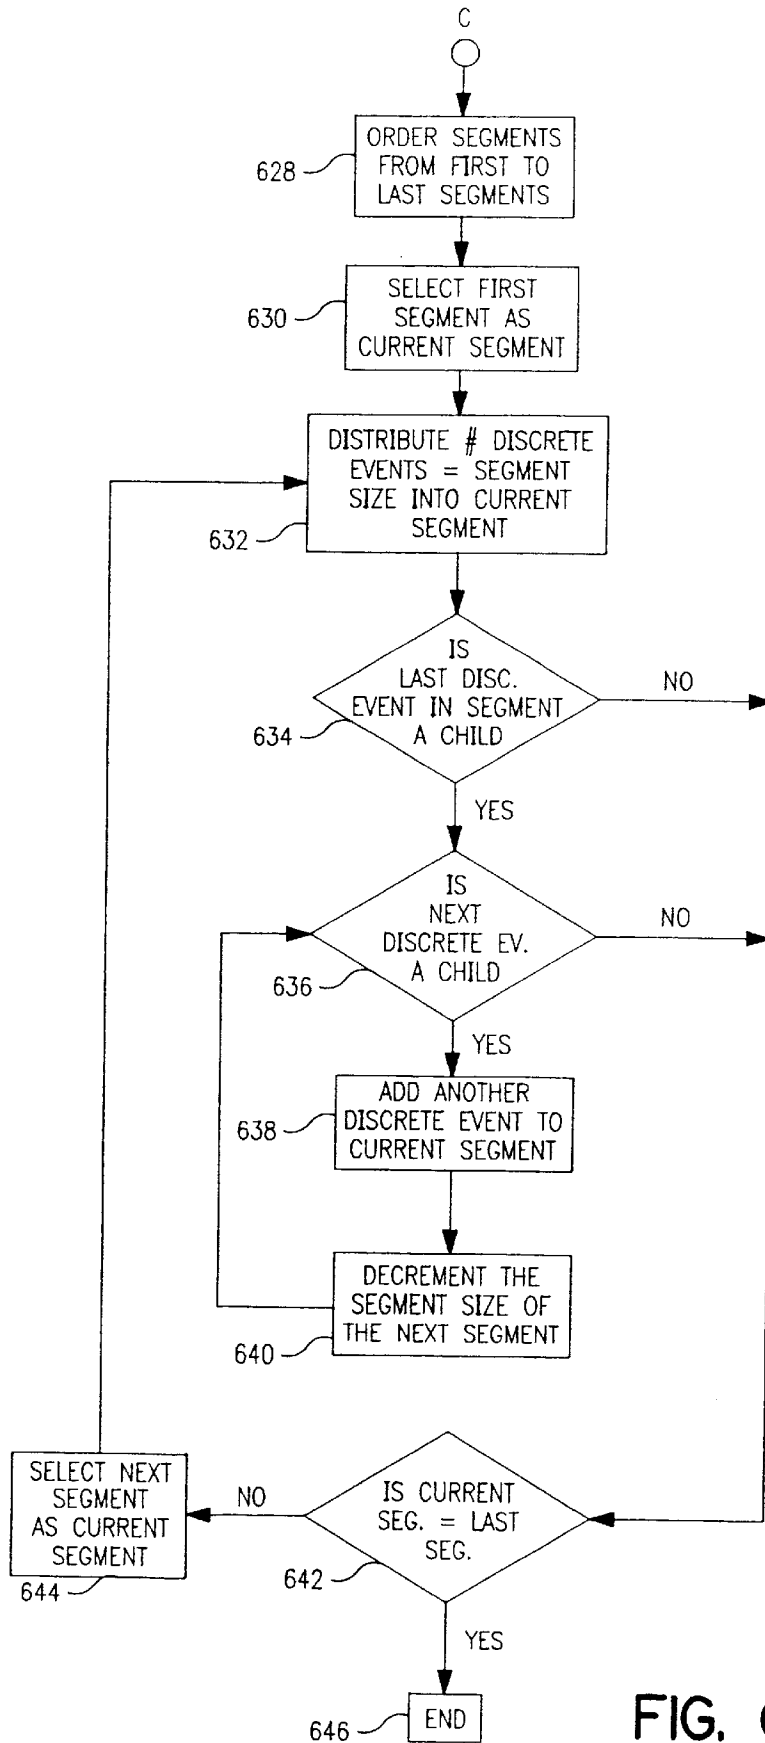 C
ORDER SEGMENTS
FROM FIRST TO
LAST SEGMENTS
628
SELECT FIRST
SEGMENT AS
CURRENT SEGMENT
630
DISTRIBUTE # DISCRETE
EVENTS = SEGMENT
SIZE INTO CURRENT
SEGMENT
632
IS
LAST DISC.
EVENT IN SEGMENT
A CHILD
634
NO
YES
IS
NEXT
DISCRETE EV.
A CHILD
636
NO
YES
ADD ANOTHER
DISCRETE EVENT TO
CURRENT SEGMENT
638
DECREMENT THE
SEGMENT SIZE OF
THE NEXT SEGMENT
640
SELECT NEXT
SEGMENT
AS CURRENT
SEGMENT
644
NO
IS CURRENT
SEG. = LAST
SEG.
642
YES
END
646
FIG.